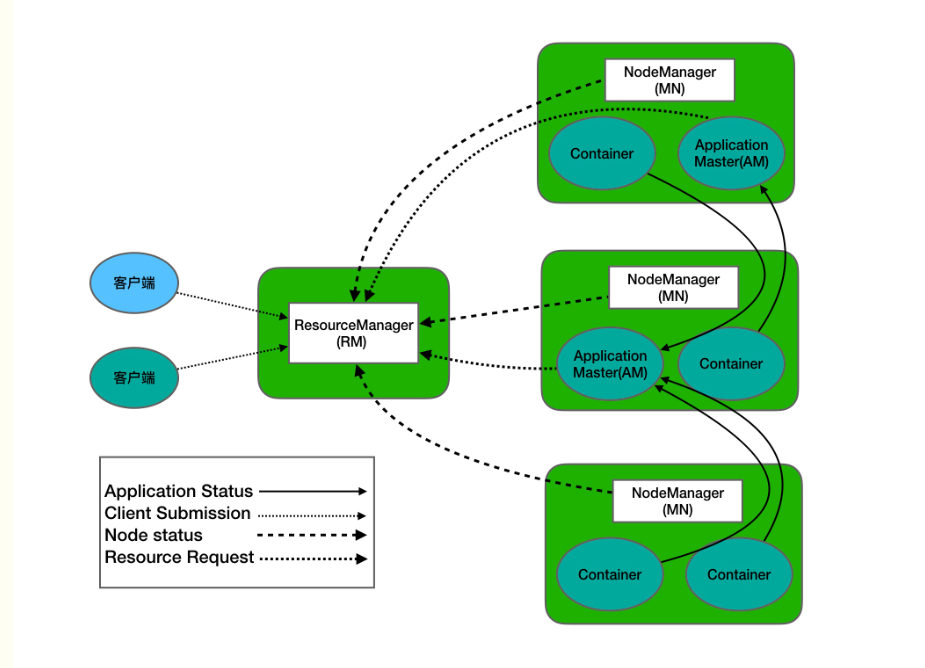 NodeManager
(MN)
Container
Application
Master(AM)
客户端
ResourceManager
(RM)
NodeManager
(MN)
Application
Master(AM)
Container
客户端
Application Status
Client Submission
Node status
Resource Request
NodeManager
(MN)
Container
Container